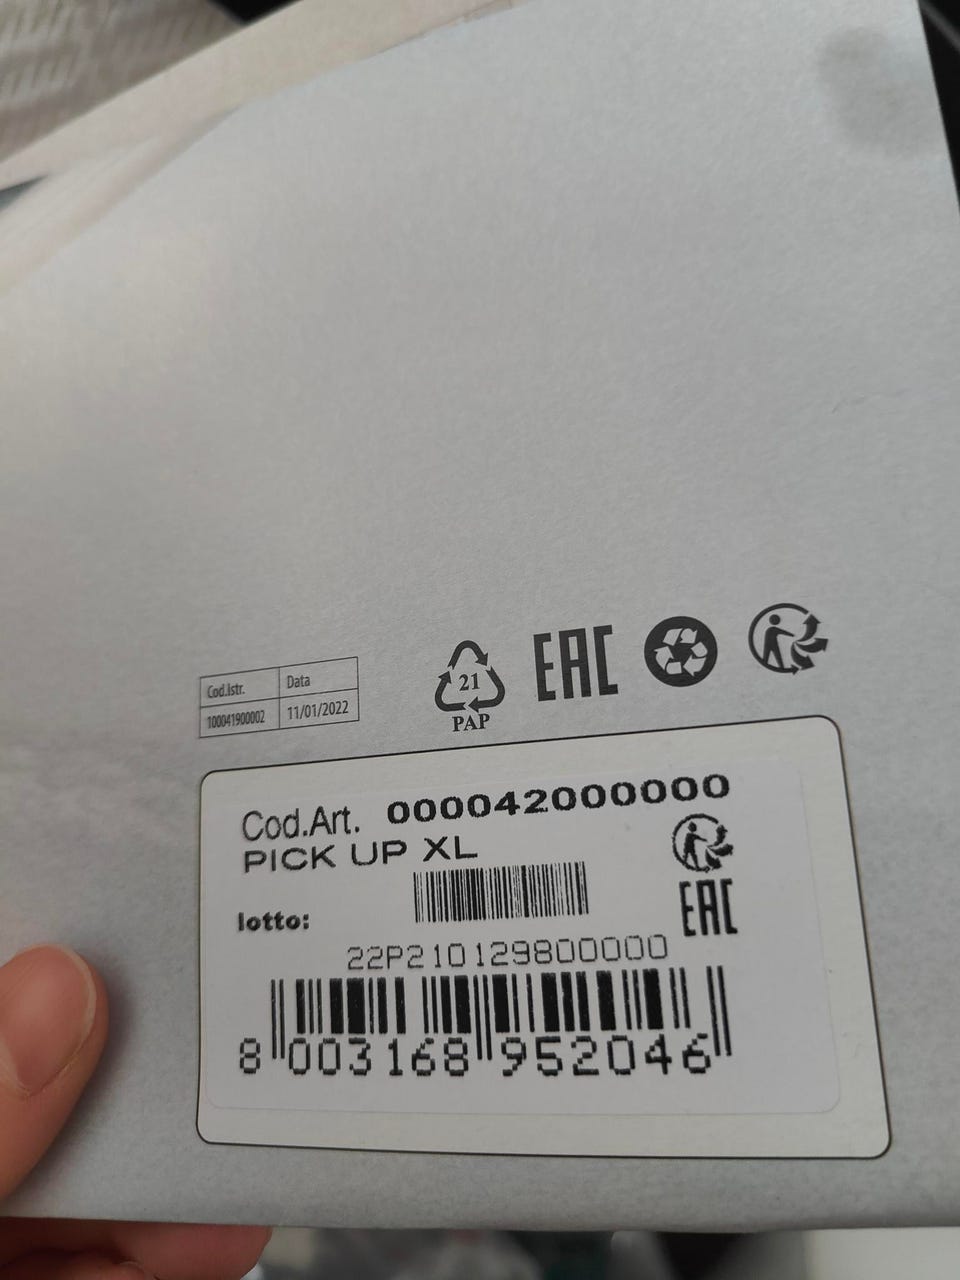 Cod.Istr. Data
100041900002 11/01/2022
21
PAP
EAC
Cod.Art. 000042000000
PICK UP XL
EAC
lotto:
22P210129800000
8 003168 952046